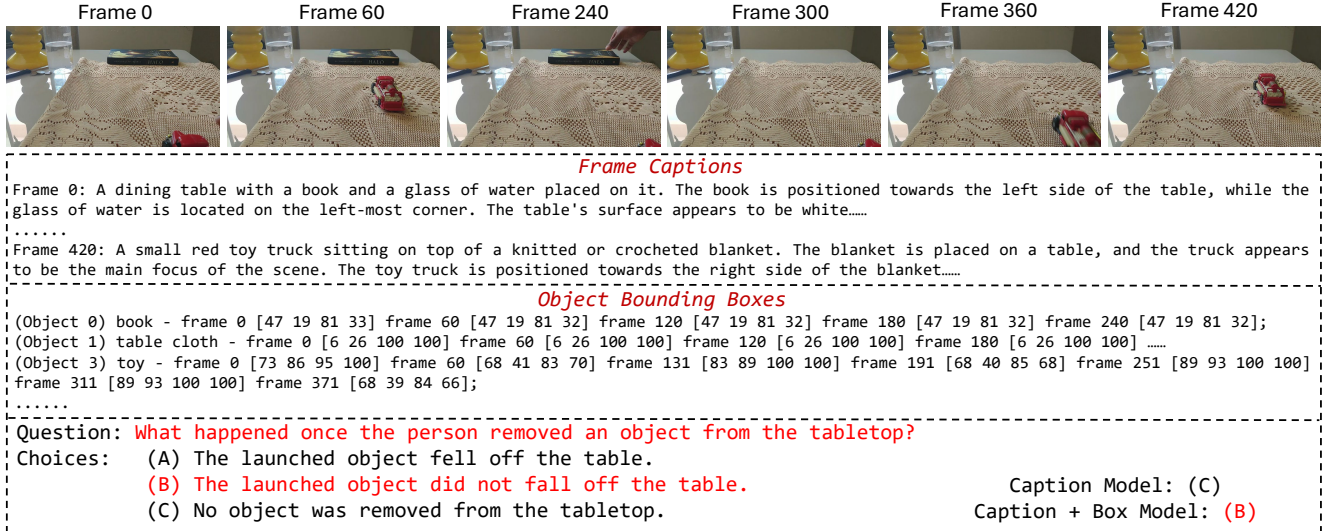 Frame 0 Frame 60 Frame 240 Frame 300 Frame 360 Frame 420
Frame Captions
Frame 0: A dining table with a book and a glass of water placed on it. The book is positioned towards the left side of the table, while the
glass of water is located on the left-most corner. The table's surface appears to be white……
......
Frame 420: A small red toy truck sitting on top of a knitted or crocheted blanket. The blanket is placed on a table, and the truck appears
to be the main focus of the scene. The toy truck is positioned towards the right side of the blanket……
Object Bounding Boxes
(Object 0) book - frame 0 [47 19 81 33] frame 60 [47 19 81 32] frame 120 [47 19 81 32] frame 180 [47 19 81 32] frame 240 [47 19 81 32];
(Object 1) table cloth - frame 0 [6 26 100 100] frame 60 [6 26 100 100] frame 120 [6 26 100 100] frame 180 [6 26 100 100] ……
(Object 3) toy - frame 0 [73 86 95 100] frame 60 [68 41 83 70] frame 131 [83 89 100 100] frame 191 [68 40 85 68] frame 251 [89 93 100 100]
frame 311 [89 93 100 100] frame 371 [68 39 84 66];
......
Question: What happened once the person removed an object from the tabletop?
Choices: (A) The launched object fell off the table.
(B) The launched object did not fall off the table.
(C) No object was removed from the tabletop.
Caption Model: (C)
Caption + Box Model: (B)